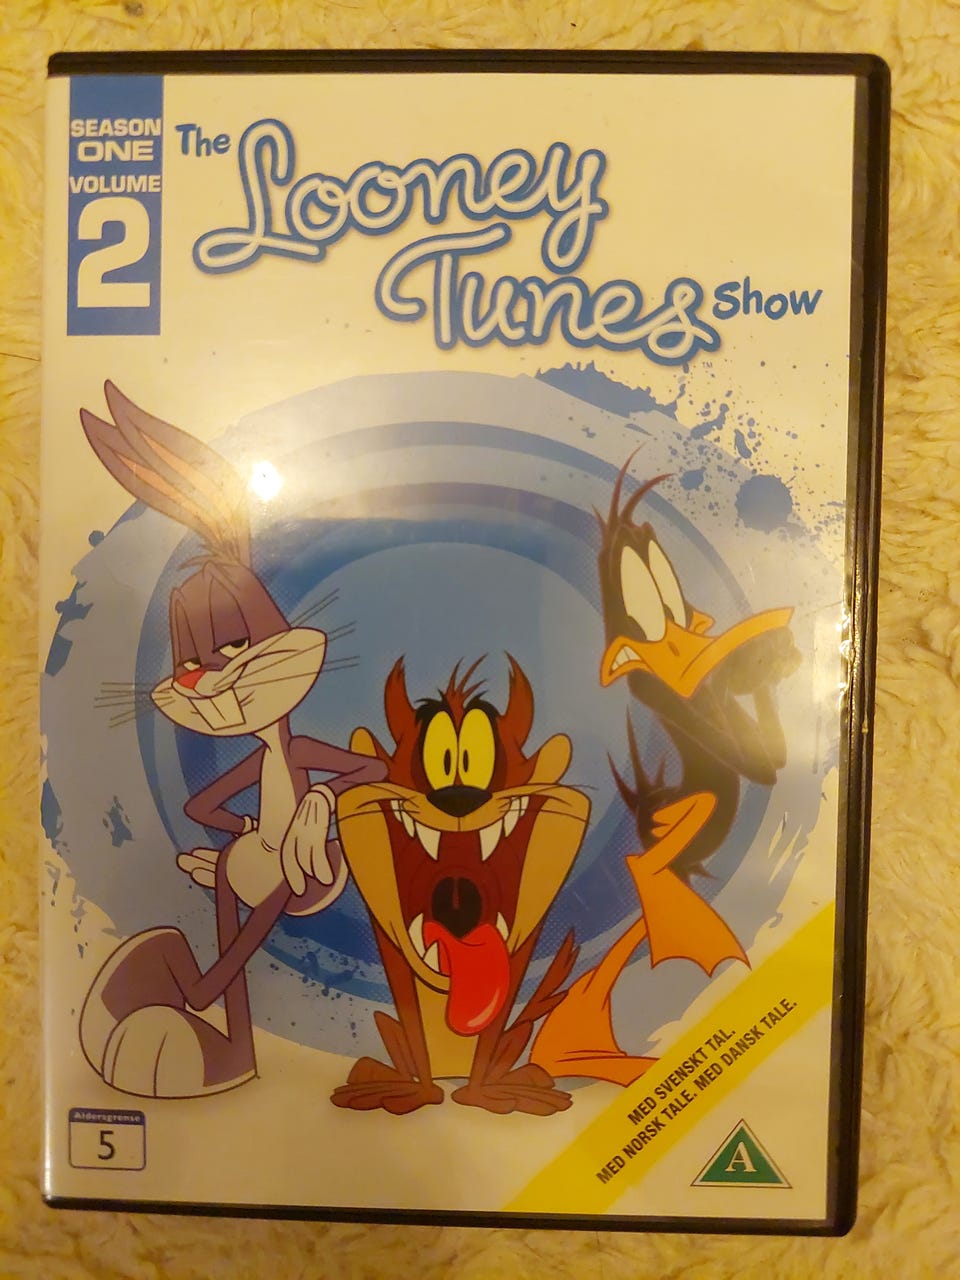 SEASON
ONE
VOLUME
2
The Looney
Tunes Show
TM
MED SVENSKT TAL.
MED NORSK TALE. MED DANSK TALE.
Aldersgrense
5
A